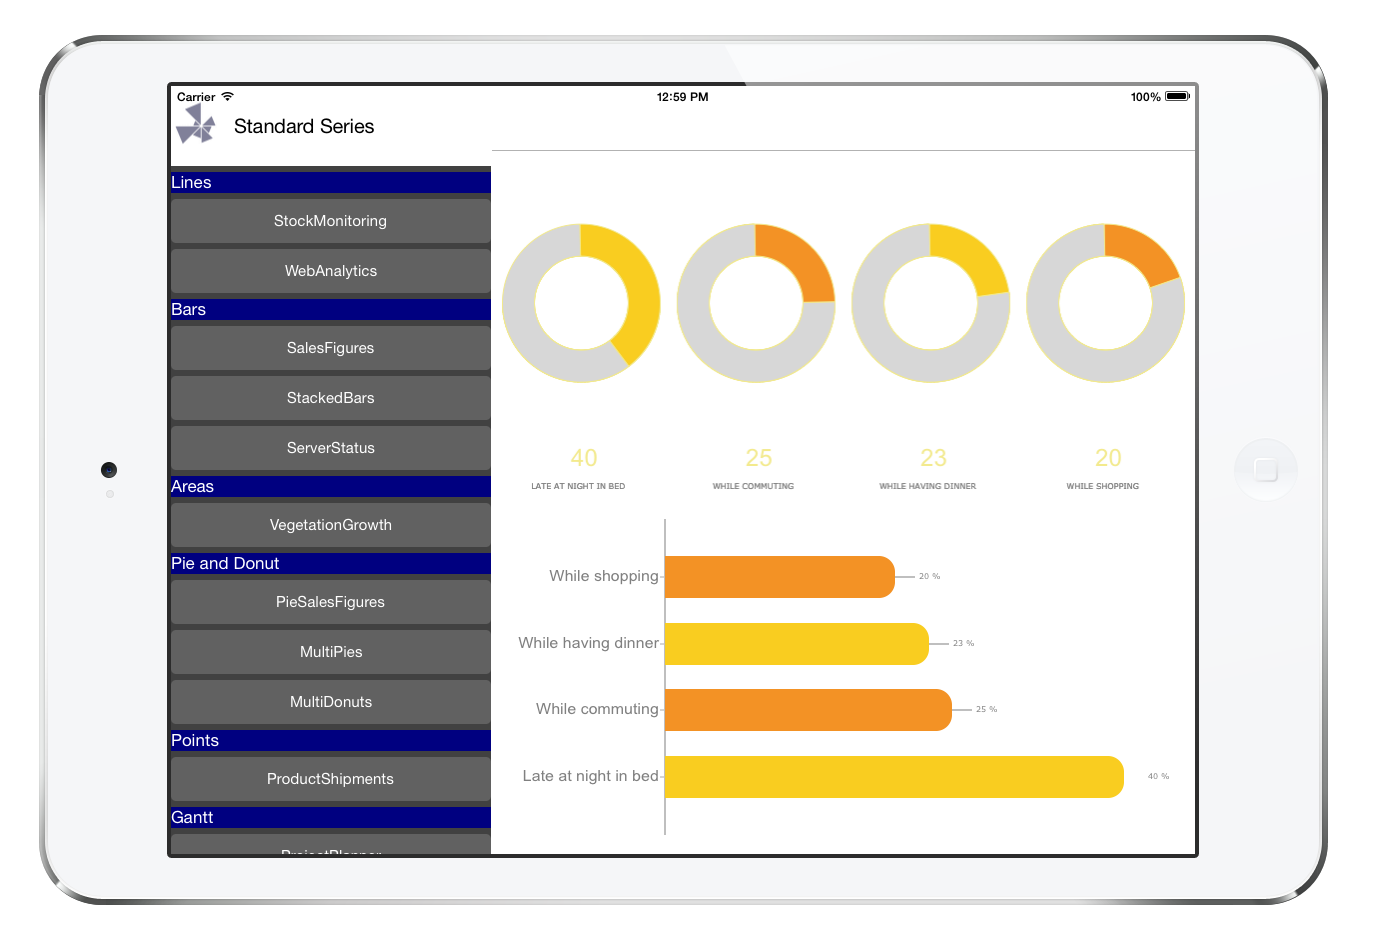 Carrier
12:59 PM
100%
Standard Series
Lines
StockMonitoring
WebAnalytics
Bars
SalesFigures
StackedBars
ServerStatus
Areas
VegetationGrowth
Pie and Donut
PieSalesFigures
MultiPies
MultiDonuts
Points
ProductShipments
Gantt
ProjectPlanner
40
LATE AT NIGHT IN BED
25
WHILE COMMUTING
23
WHILE HAVING DINNER
20
WHILE SHOPPING
While shopping
20 %
While having dinner
23 %
While commuting
25 %
Late at night in bed
40 %